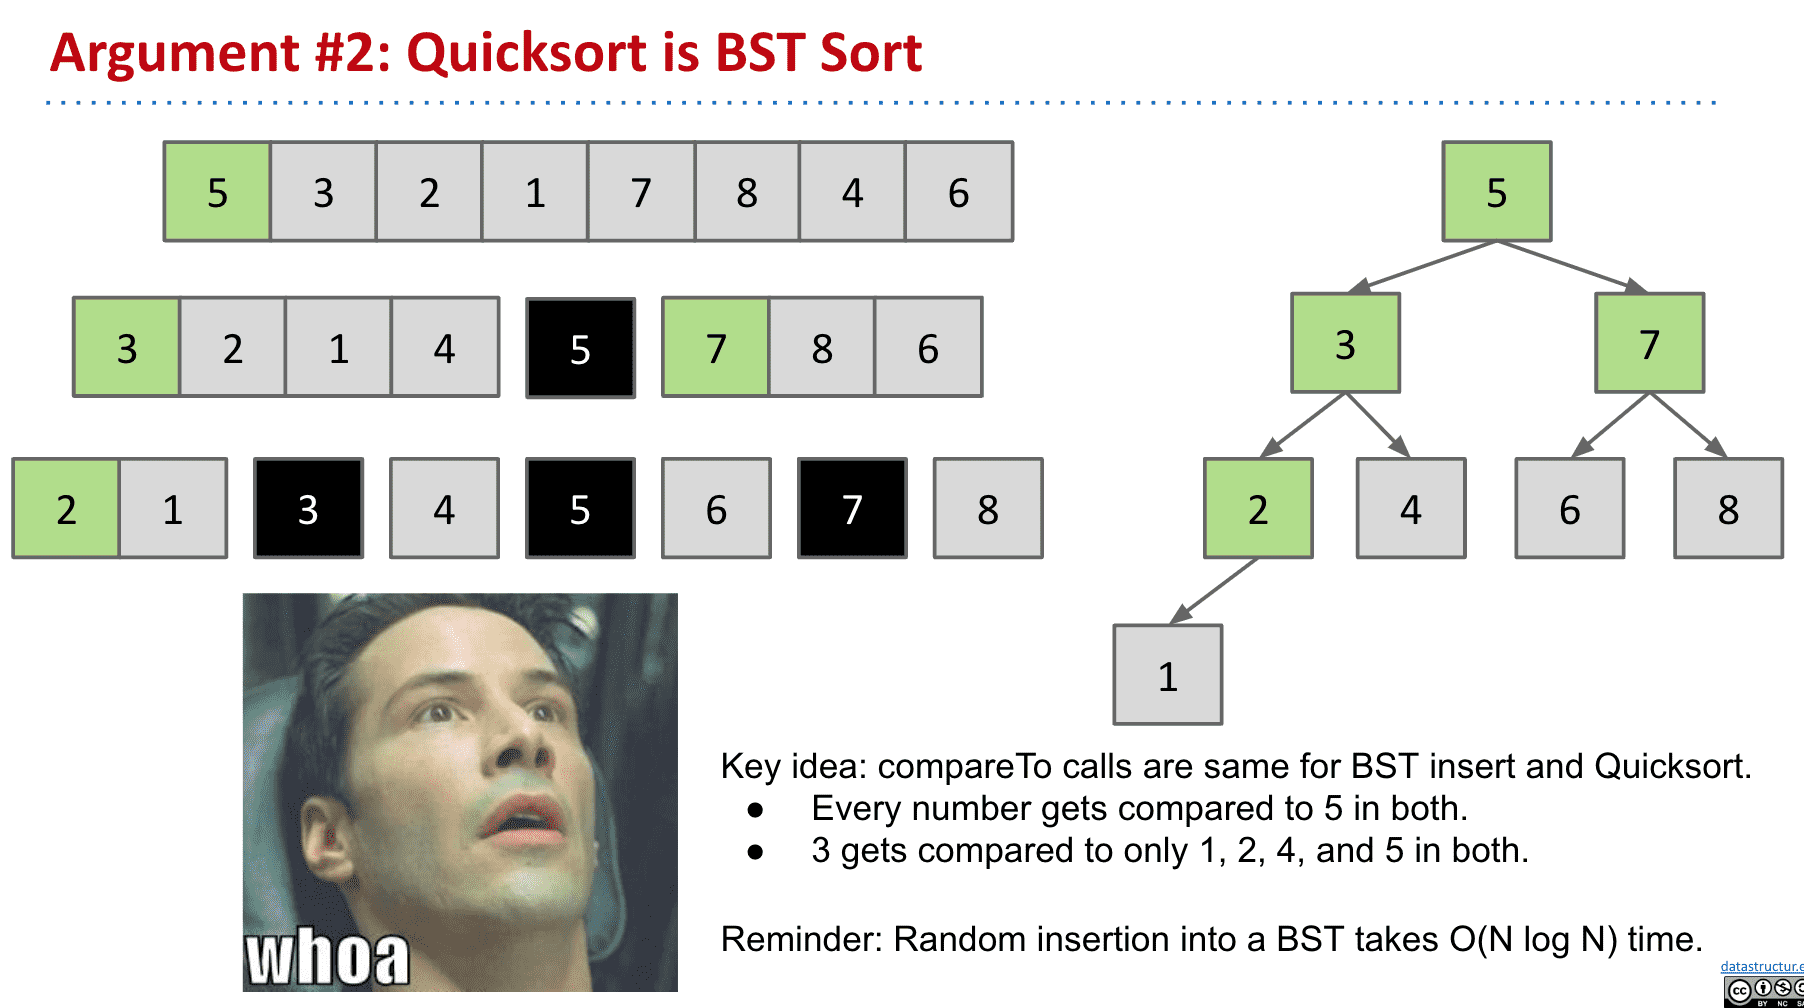 Argument #2: Quicksort is BST Sort
5 3 2 1 7 8 4 6
5
3 2 1 4 5 7 8 6
3 7
2 1 3 4 5 6 7 8
2 4 6 8
1
Key idea: compareTo calls are same for BST insert and Quicksort.
● Every number gets compared to 5 in both.
● 3 gets compared to only 1, 2, 4, and 5 in both.
whoa
Reminder: Random insertion into a BST takes O(N log N) time.
datastructur.e
cc
BY NC